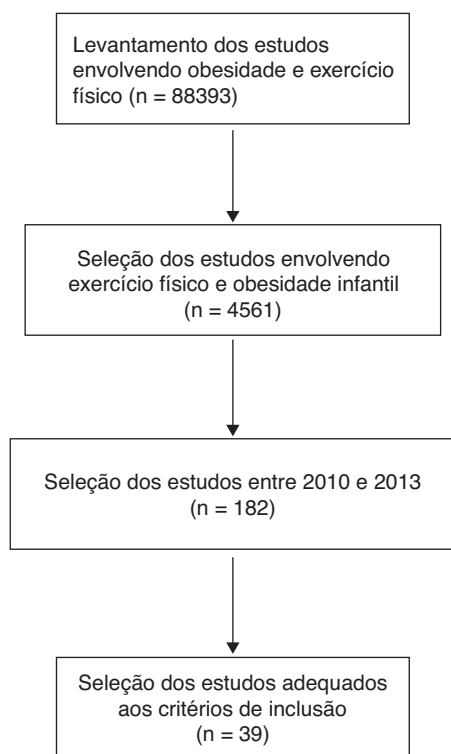 Levantamento dos estudos
envolvendo obesidade e exercício
físico (n = 88393)
Seleção dos estudos envolvendo
exercício físico e obesidade infantil
(n = 4561)
Seleção dos estudos entre 2010 e 2013
(n = 182)
Seleção dos estudos adequados
aos critérios de inclusão
(n = 39)